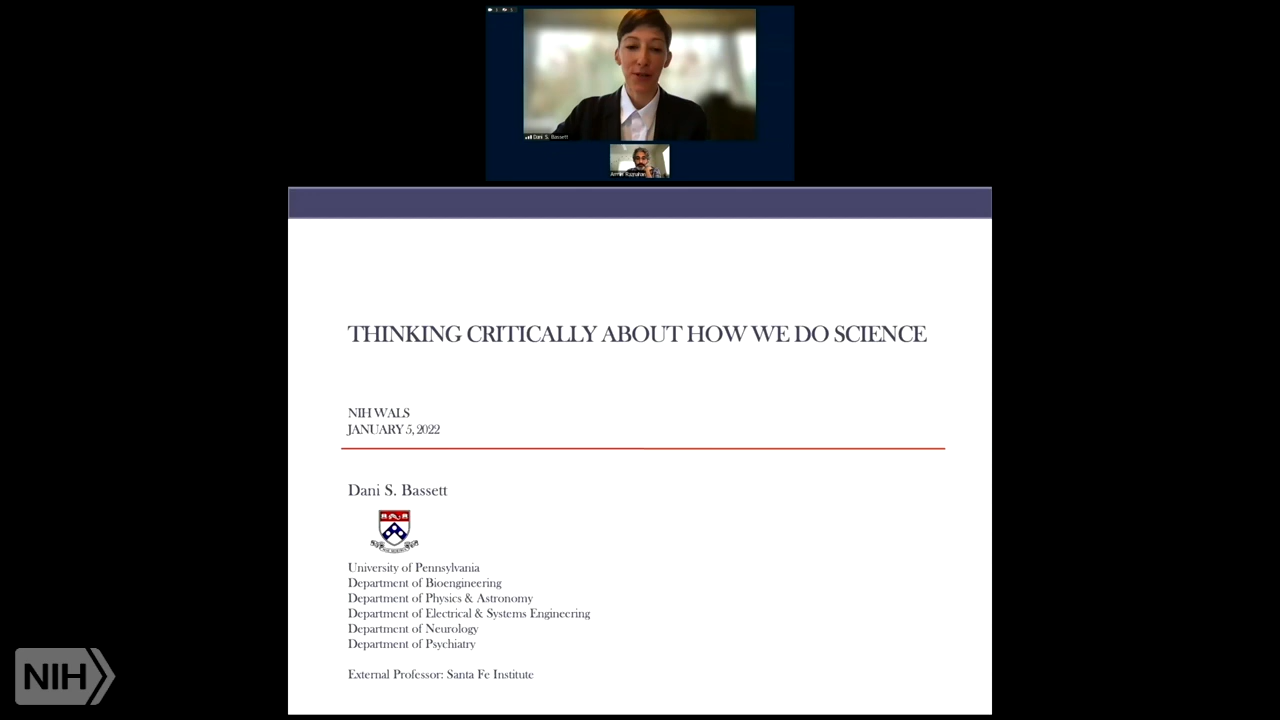 Dani S. Bassett
THINKING CRITICALLY ABOUT HOW WE DO SCIENCE
NIH WALS
JANUARY 5, 2022
Dani S. Bassett
University of Pennsylvania
Department of Bioengineering
Department of Physics & Astronomy
Department of Electrical & Systems Engineering
Department of Neurology
Department of Psychiatry
External Professor: Santa Fe Institute
NIH